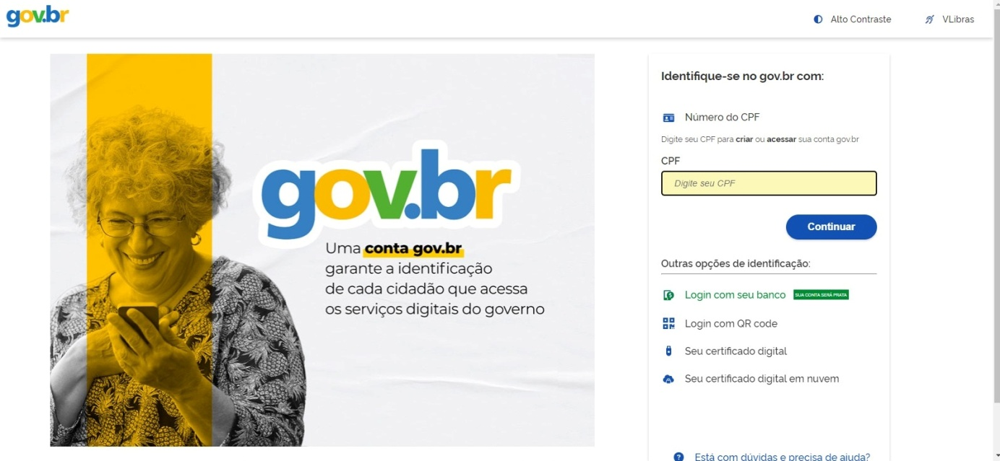 gov.br
Alto Contraste
VLibras
gov.br
Uma conta gov.br
garante a identificação
de cada cidadão que acessa
os serviços digitais do governo
Identifique-se no gov.br com:
Número do CPF
Digite seu CPF para criar ou acessar sua conta gov.br
CPF
Digite seu CPF
Continuar
Outras opções de identificação:
Login com seu banco SUA CONTA SERÁ PRATA
Login com QR code
Seu certificado digital
Seu certificado digital em nuvem
Está com dúvidas e precisa de ajuda?